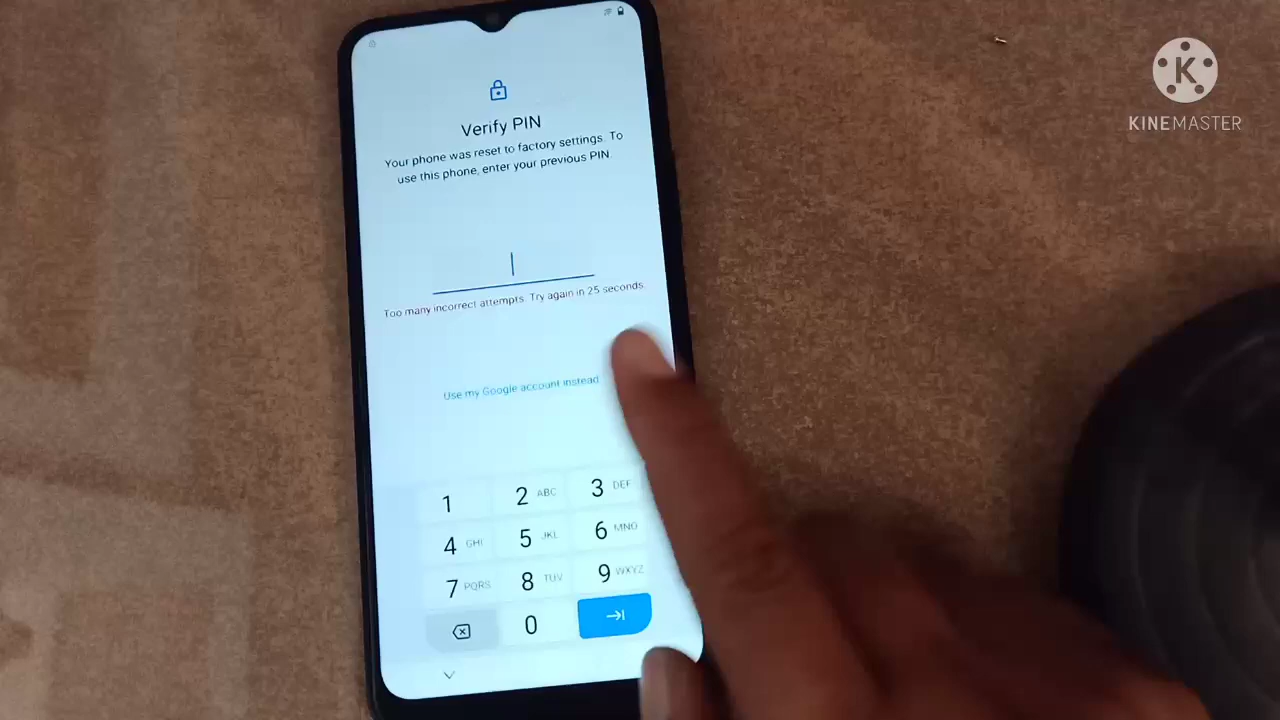 K
KINEMASTER
Verify PIN
Your phone was reset to factory settings. To
use this phone, enter your previous PIN.
Too many incorrect attempts. Try again in 25 seconds.
Use my Google account instead
1
2 ABC
3 DEF
4 GHI
5 JKL
6 MNO
7 PQRS
8 TUV
9 WXYZ
0